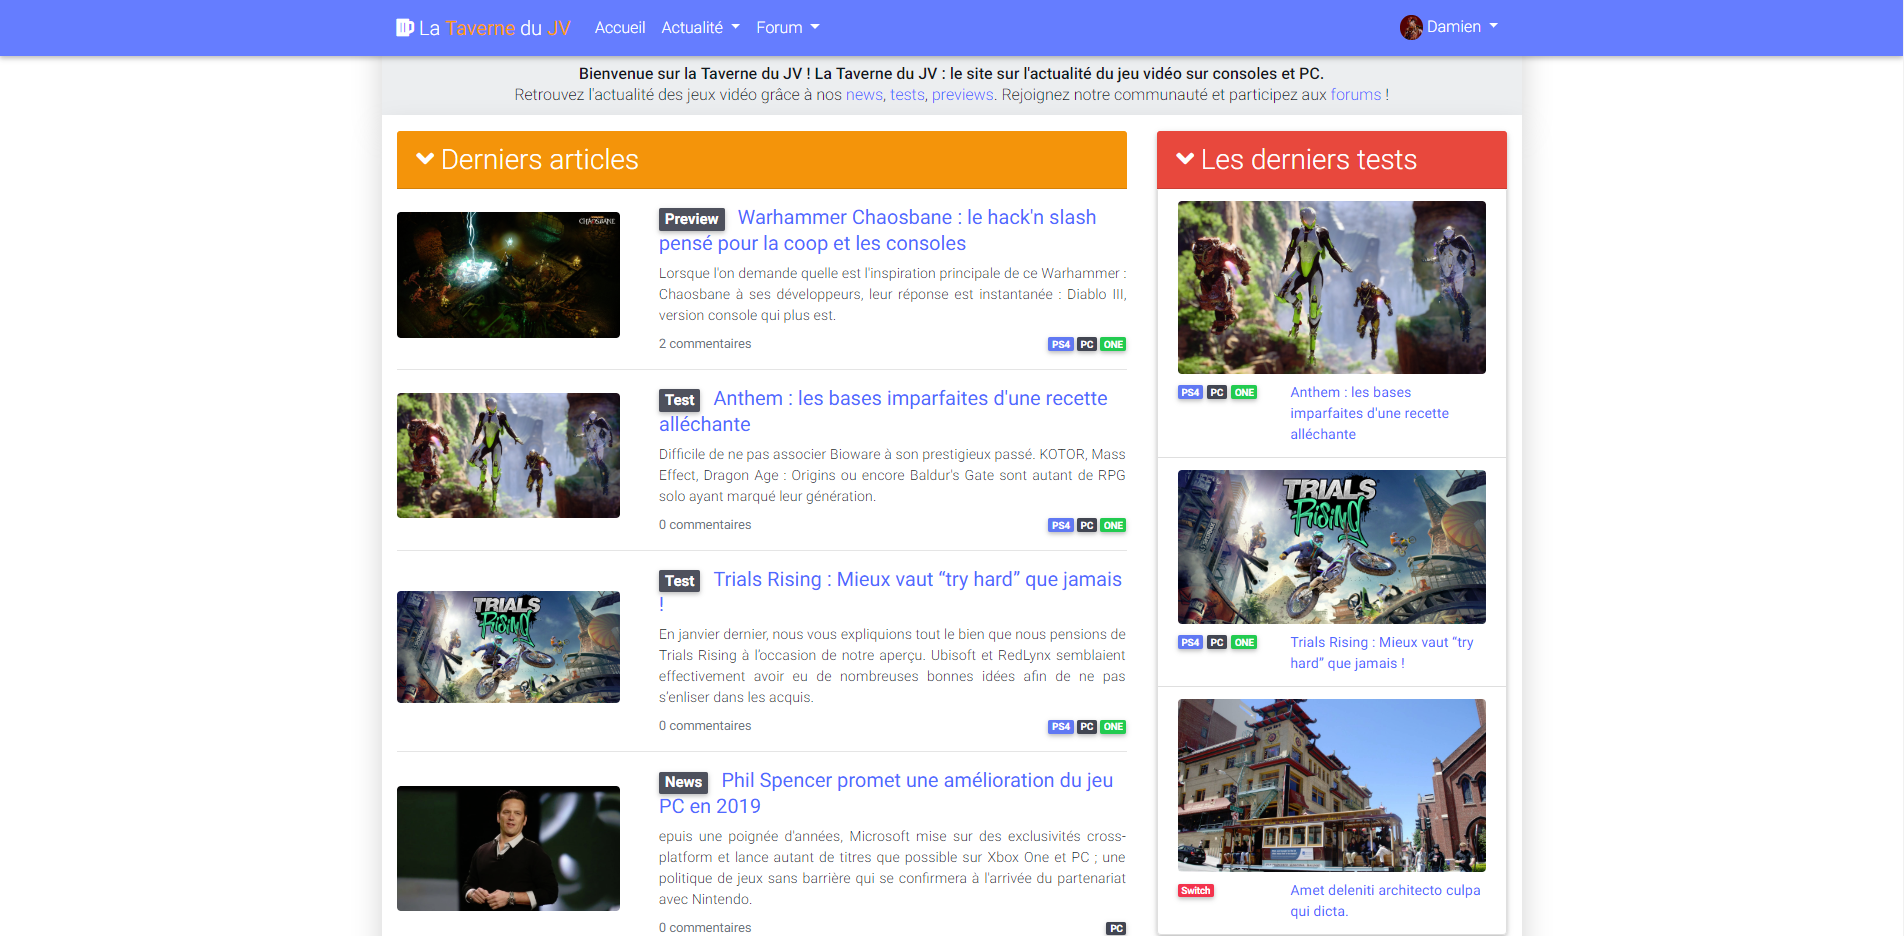 La Taverne du JV Accueil Actualité Forum Damien
Bienvenue sur la Taverne du JV ! La Taverne du JV : le site sur l'actualité du jeu vidéo sur consoles et PC.
Retrouvez l'actualité des jeux vidéo grâce à nos news, tests, previews. Rejoignez notre communauté et participez aux forums !
Derniers articles
CHAOSBANE
Preview Warhammer Chaosbane : le hack'n slash
pensé pour la coop et les consoles
Lorsque l'on demande quelle est l'inspiration principale de ce Warhammer :
Chaosbane à ses développeurs, leur réponse est instantanée : Diablo III,
version console qui plus est.
2 commentaires PS4 PC ONE
Test Anthem : les bases imparfaites d'une recette
alléchante
Difficile de ne pas associer Bioware à son prestigieux passé. KOTOR, Mass
Effect, Dragon Age : Origins ou encore Baldur's Gate sont autant de RPG
solo ayant marqué leur génération.
0 commentaires PS4 PC ONE
TRIALS
RISING
Test Trials Rising : Mieux vaut “try hard” que jamais
!
En janvier dernier, nous vous expliquions tout le bien que nous pensions de
Trials Rising à l'occasion de notre aperçu. Ubisoft et RedLynx semblaient
effectivement avoir eu de nombreuses bonnes idées afin de ne pas
s'enliser dans les acquis.
0 commentaires PS4 PC ONE
News Phil Spencer promet une amélioration du jeu
PC en 2019
epuis une poignée d'années, Microsoft mise sur des exclusivités cross-
platform et lance autant de titres que possible sur Xbox One et PC ; une
politique de jeux sans barrière qui se confirmera à l'arrivée du partenariat
avec Nintendo.
0 commentaires PC
Les derniers tests
PS4 PC ONE Anthem : les bases
imparfaites d'une recette
alléchante
TRIALS
RISING
PS4 PC ONE Trials Rising : Mieux vaut “try
hard” que jamais !
Switch Amet deleniti architecto culpa
qui dicta.